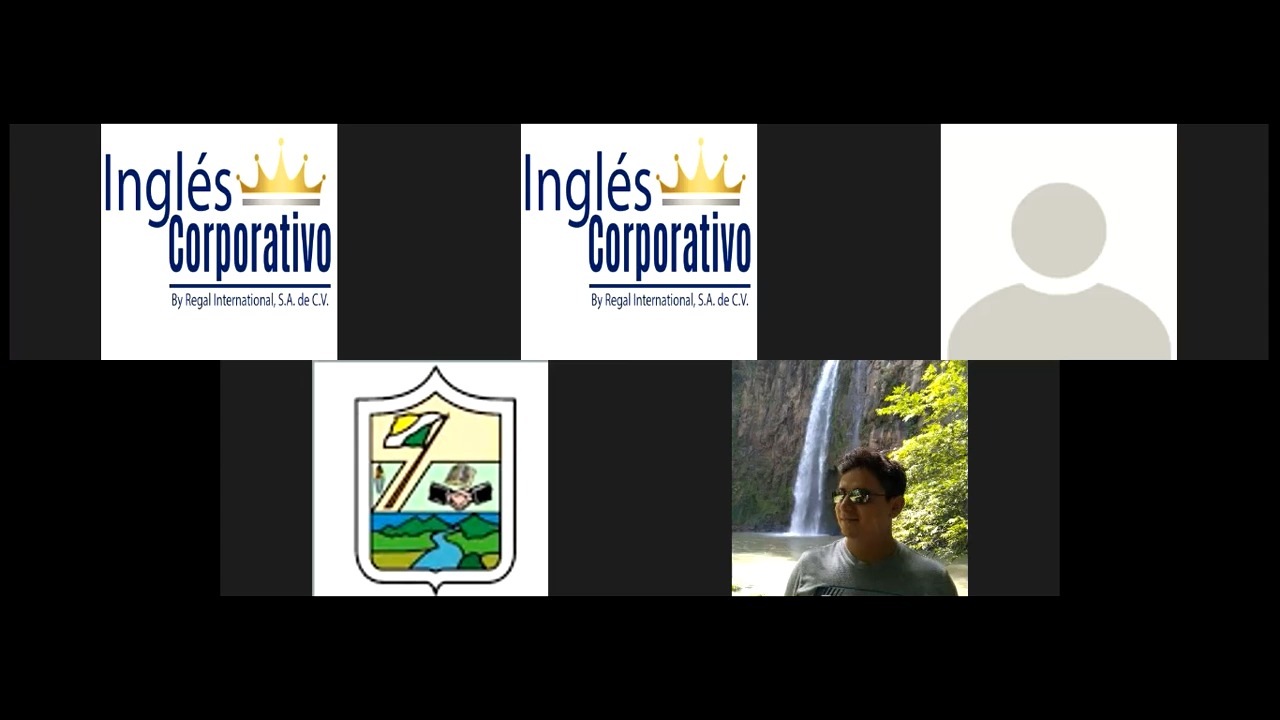 Inglés
Corporativo
By Regal International, S.A. de C.V.
Inglés
Corporativo
By Regal International, S.A. de C.V.